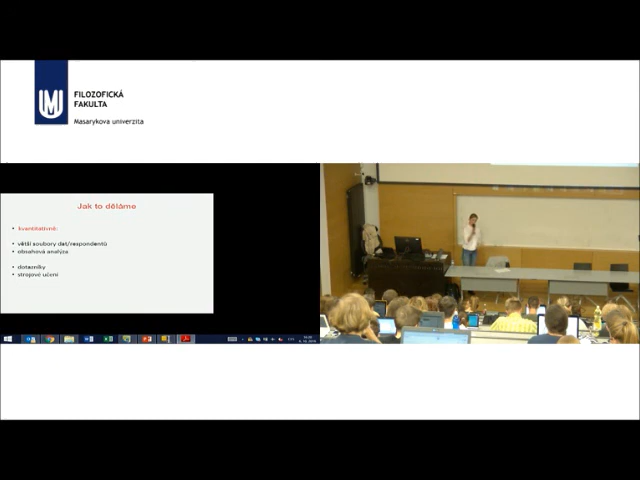 FILOZOFICKÁ
FAKULTA
Masarykova univerzita
Jak to děláme
• kvantitativně:
• větší soubory dat/respondentů
• obsahová analýza
• dotazníky
• strojové učení